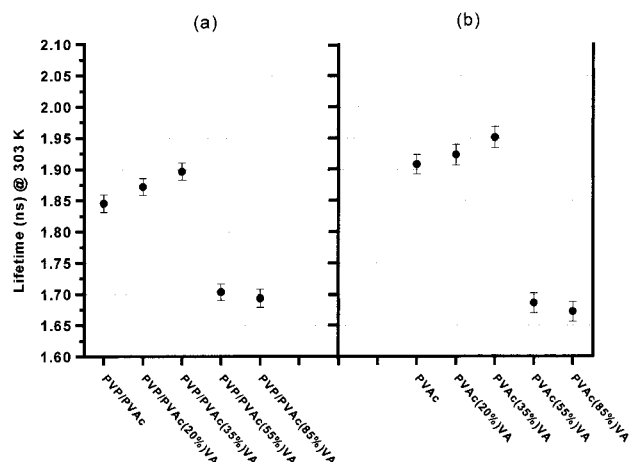 (a)
(b)
Lifetime (ns) @ 303 K
2.10
2.05
2.00
1.95
1.90
1.85
1.80
1.75
1.70
1.65
1.60
PVP/PVAc
PVP/PVAc(20%)VA
PVP/PVAc(35%)VA
PVP/PVAc(55%)VA
PVP/PVAc(85%)VA
PVAc
PVAc(20%)VA
PVAc(35%)VA
PVAc(55%)VA
PVAc(85%)VA